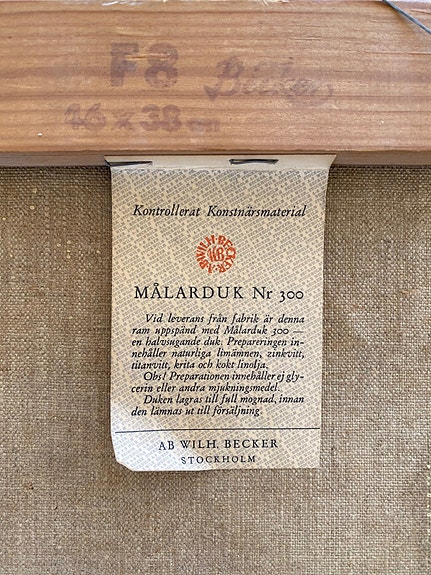 F8 Becker
46 x 38 cm
Kontrollerat Konstnärsmaterial
A·B WILH· BECKER·
WB
MÅLARDUK Nr 300
Vid leverans från fabrik är denna
ram uppspänd med Målarduk 300 —
en halvsugande duk. Prepareringen in-
nehåller naturliga limämnen, zinkvitt,
titanvitt, krita och kokt linolja.
Obs! Preparationen innehåller ej gly-
cerin eller andra mjukningsmedel.
Duken lagras till full mognad, innan
den lämnas ut till försäljning.
AB WILH. BECKER
STOCKHOLM